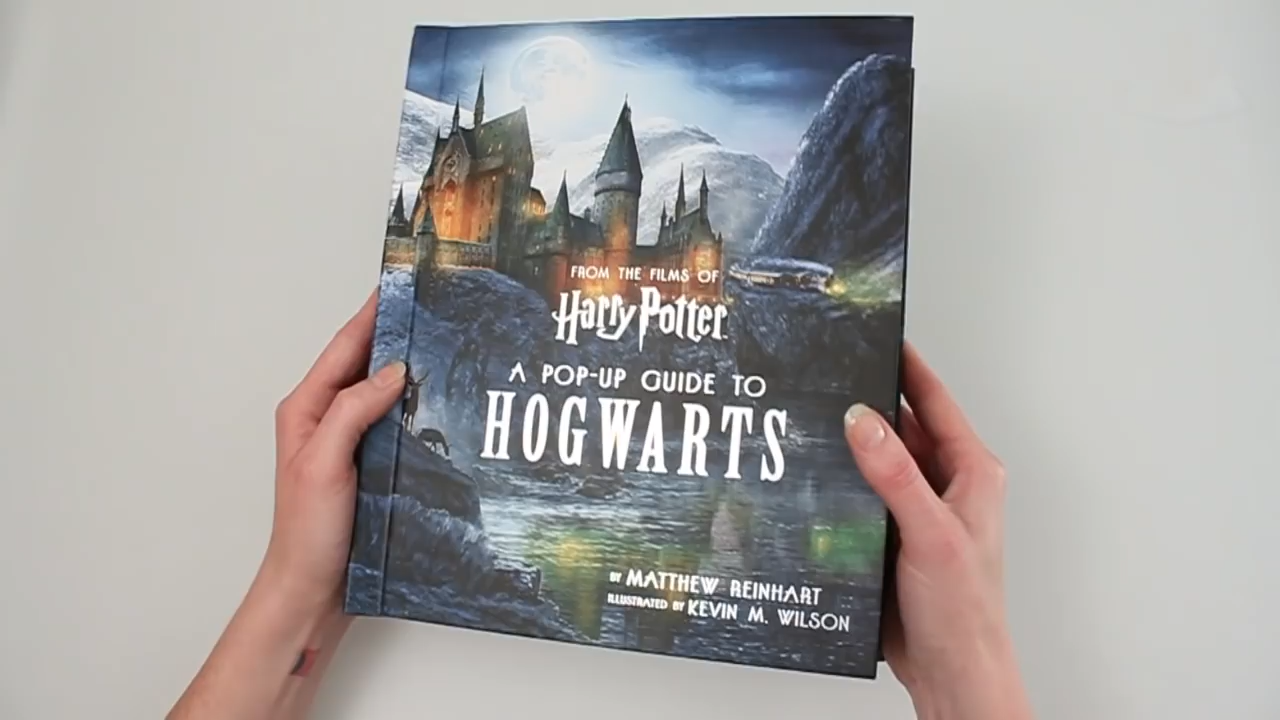 FROM THE FILMS OF
Harry Potter
A POP-UP GUIDE TO
HOGWARTS
BY MATTHEW REINHART
ILLUSTRATED BY KEVIN M. WILSON